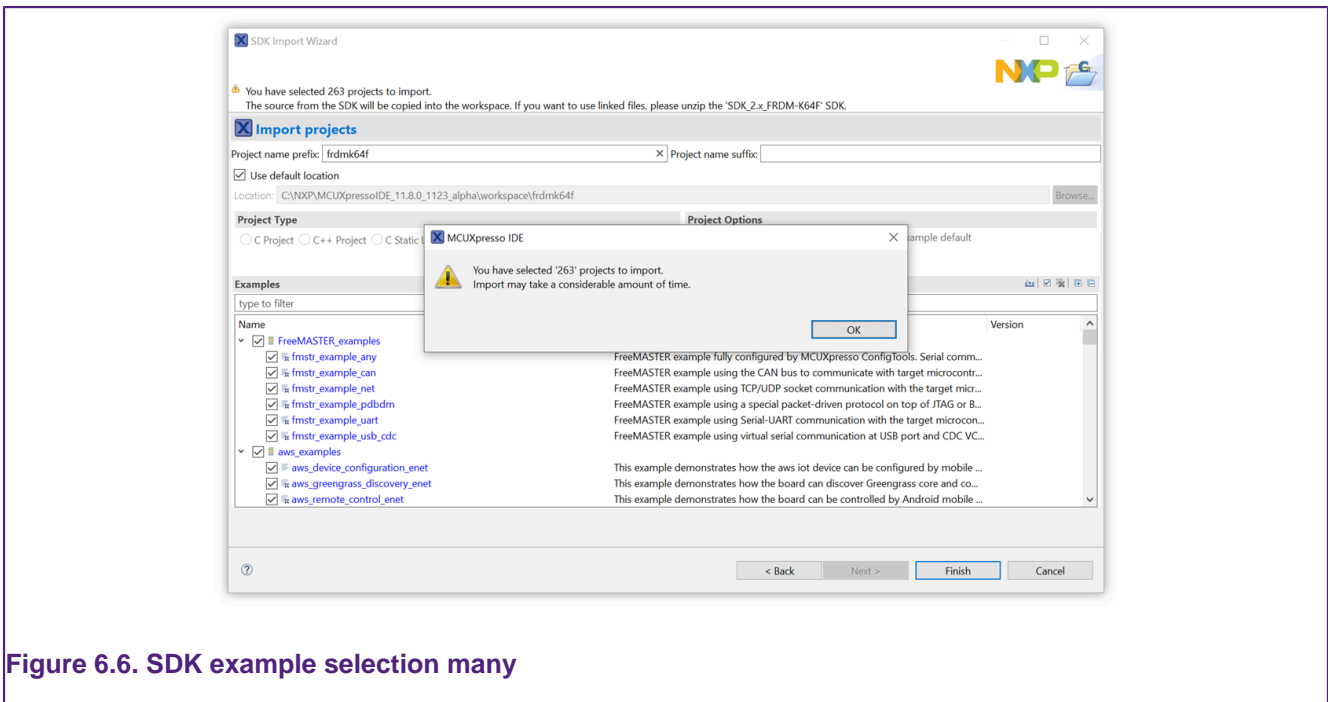 SDK Import Wizard
NXP
You have selected 263 projects to import.
The source from the SDK will be copied into the workspace. If you want to use linked files, please unzip the 'SDK_2.x_FRDM-K64F' SDK.
Import projects
Project name prefix: frdmk64f Project name suffix:
Use default location
Location: C:\NXP\MCUXpressoIDE_11.8.0_1123_alpha\workspace\frdmk64f Browse...
Project Type Project Options
C Project C++ Project C Static ample default
MCUXpresso IDE
You have selected '263' projects to import.
Import may take a considerable amount of time.
OK
Examples
type to filter
Name Version
FreeMASTER_examples
fmstr_example_any FreeMASTER example fully configured by MCUXpresso ConfigTools. Serial comm...
fmstr_example_can FreeMASTER example using the CAN bus to communicate with target microcontr...
fmstr_example_net FreeMASTER example using TCP/UDP socket communication with the target micr...
fmstr_example_pdbdm FreeMASTER example using a special packet-driven protocol on top of JTAG or B...
fmstr_example_uart FreeMASTER example using Serial-UART communication with the target microcon...
fmstr_example_usb_cdc FreeMASTER example using virtual serial communication at USB port and CDC VC...
aws_examples
aws_device_configuration_enet This example demonstrates how the aws iot device can be configured by mobile ...
aws_greengrass_discovery_enet This example demonstrates how the board can discover Greengrass core and co...
aws_remote_control_enet This example demonstrates how the board can be controlled by Android mobile ...
< Back Next > Finish Cancel
Figure 6.6. SDK example selection many